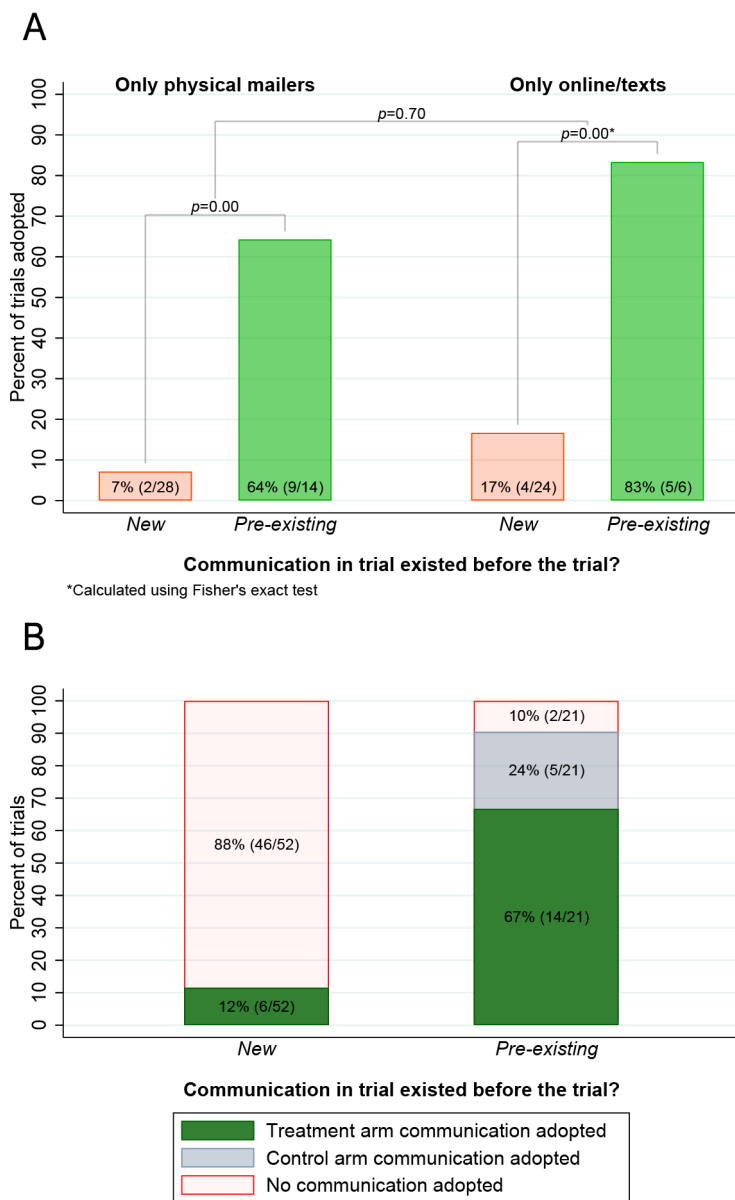 A
Only physical mailers
Only online/texts
p=0.70
p=0.00*
p=0.00
Percent of trials adopted
100
90
80
70
60
50
40
30
20
10
0
7% (2/28)
64% (9/14)
17% (4/24)
83% (5/6)
New
Pre-existing
New
Pre-existing
Communication in trial existed before the trial?
*Calculated using Fisher's exact test
B
Percent of trials
100
90
80
70
60
50
40
30
20
10
0
88% (46/52)
12% (6/52)
10% (2/21)
24% (5/21)
67% (14/21)
New
Pre-existing
Communication in trial existed before the trial?
Treatment arm communication adopted
Control arm communication adopted
No communication adopted